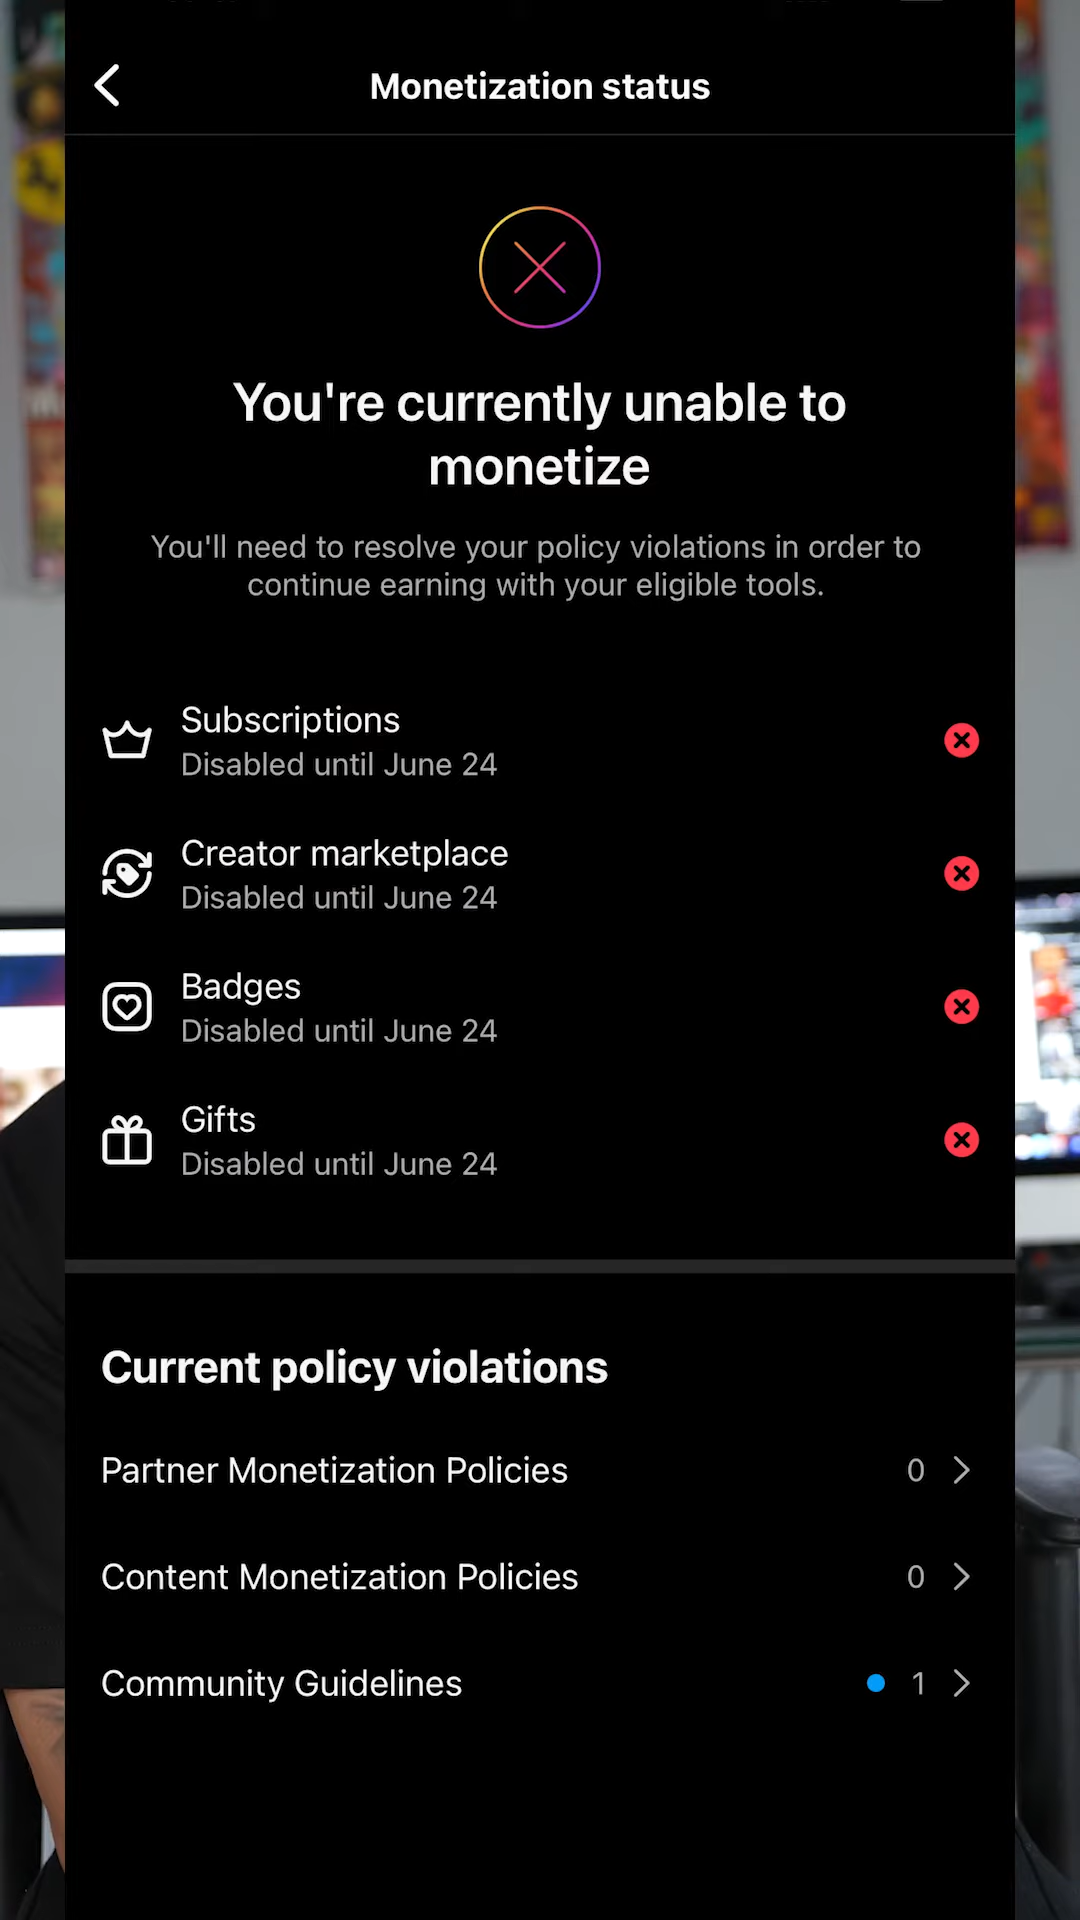 Monetization status
You're currently unable to
monetize
You'll need to resolve your policy violations in order to
continue earning with your eligible tools.
Subscriptions
Disabled until June 24
Creator marketplace
Disabled until June 24
Badges
Disabled until June 24
Gifts
Disabled until June 24
Current policy violations
Partner Monetization Policies 0
Content Monetization Policies 0
Community Guidelines 1